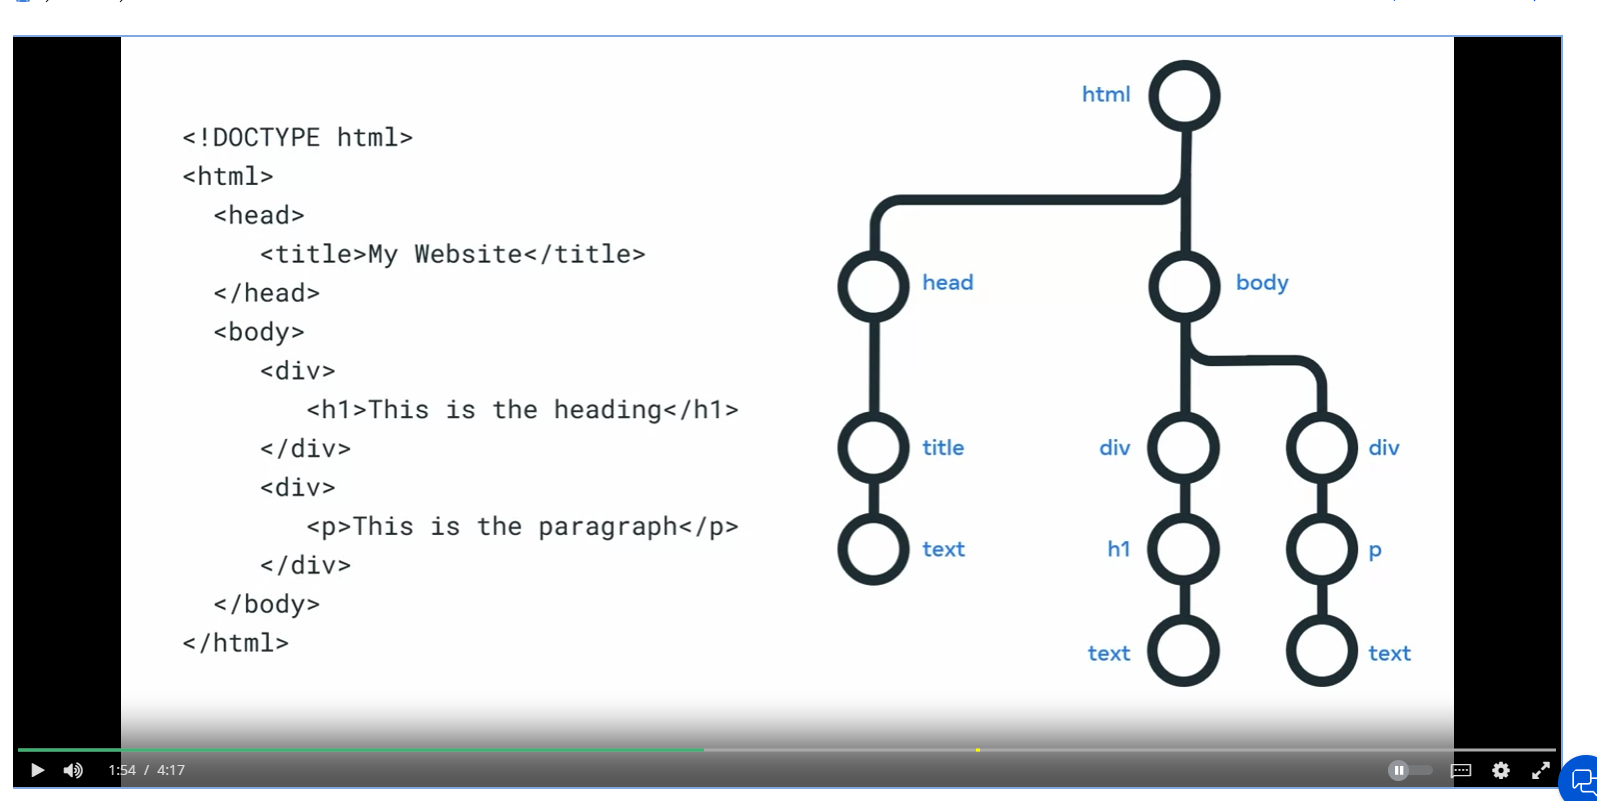 <!DOCTYPE html>
<html>
<head>
<title>My Website</title>
</head>
<body>
<div>
<h1>This is the heading</h1>
</div>
<div>
<p>This is the paragraph</p>
</div>
</body>
</html>
html
head
body
title
div
div
text
h1
p
text
text
1:54 / 4:17